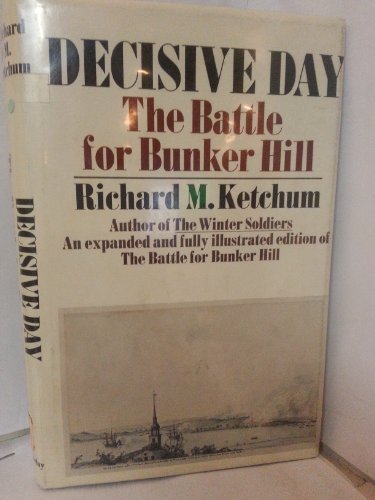 DECISIVE DAY
The Battle
for Bunker Hill
Richard M. Ketchum
Author of The Winter Soldiers
An expanded and fully illustrated edition of
The Battle for Bunker Hill
DECISIVE DAY